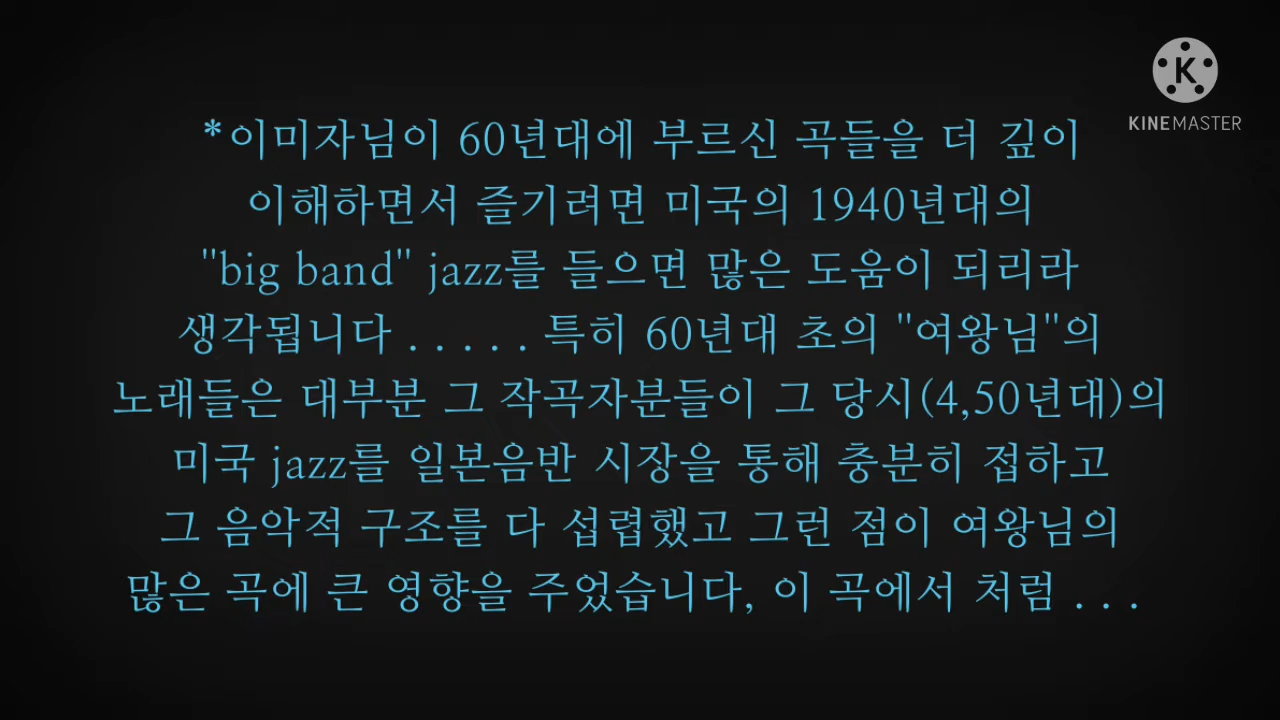 K
KINEMASTER
*이미자님이 60년대에 부르신 곡들을 더 깊이
이해하면서 즐기려면 미국의 1940년대의
"big band" jazz를 들으면 많은 도움이 되리라
생각됩니다 . . . . . 특히 60년대 초의 "여왕님"의
노래들은 대부분 그 작곡자분들이 그 당시(4,50년대)의
미국 jazz를 일본음반 시장을 통해 충분히 접하고
그 음악적 구조를 다 섭렵했고 그런 점이 여왕님의
많은 곡에 큰 영향을 주었습니다, 이 곡에서 처럼 . . .